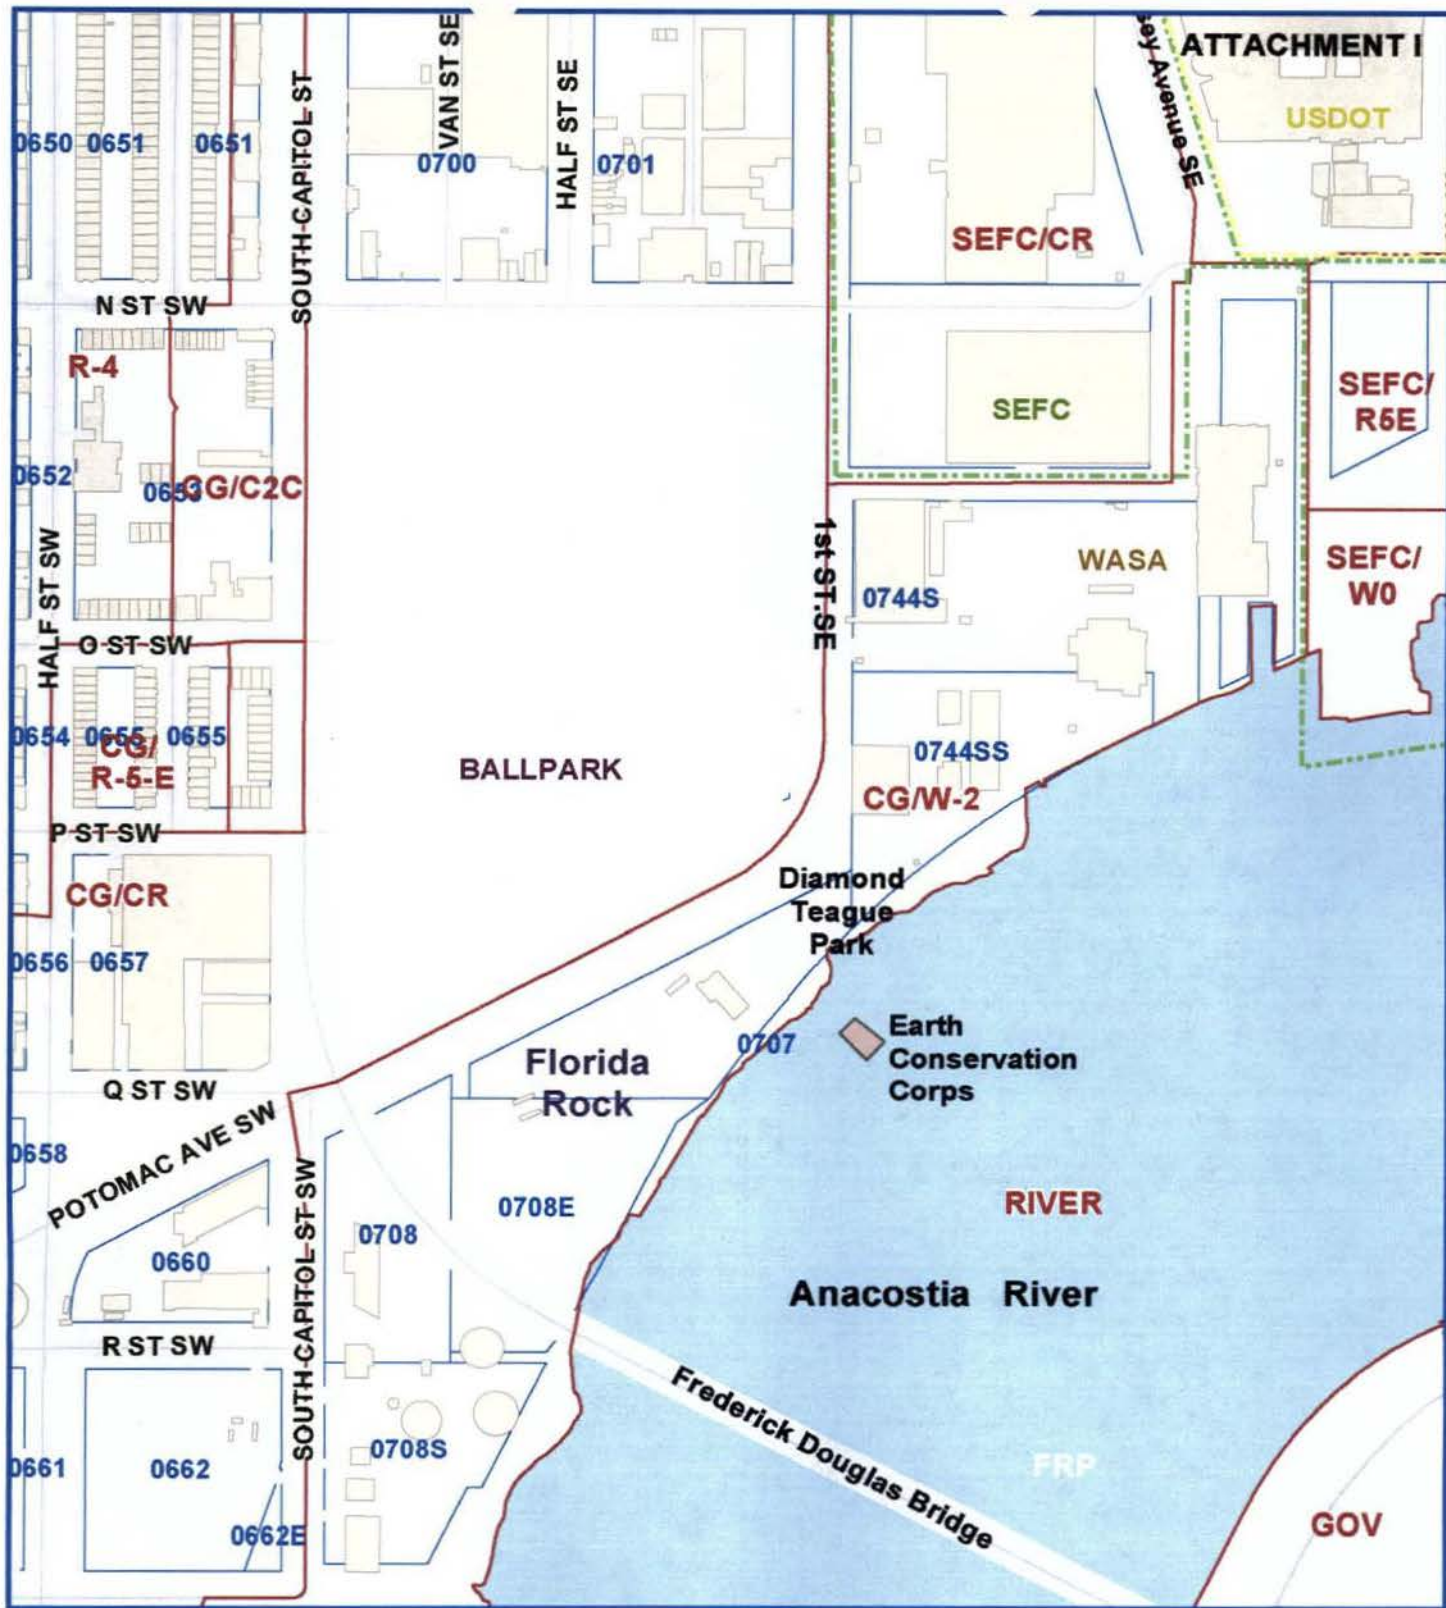 ATTACHMENT I
sey Avenue SE
USDOT
VAN ST SE
HALF ST SE
SOUTH CAPITOL ST
0650
0651
0651
0700
0701
SEFC/CR
N ST SW
R-4
SEFC
SEFC/
R5E
0652
0653
CG/C2C
HALF ST SW
1st ST.SE
WASA
SEFC/
W0
0744S
O ST SW
0654
0655
0655
CG/
R-5-E
BALLPARK
0744SS
CG/W-2
P ST SW
CG/CR
Diamond
Teague
Park
0656
0657
Earth
Conservation
Corps
0707
Florida
Rock
Q ST SW
POTOMAC AVE SW
0658
SOUTH CAPITOL ST SW
0708
0708E
RIVER
0660
Anacostia River
R ST SW
Frederick Douglas Bridge
0661
0662
0708S
FRP
0662E
GOV